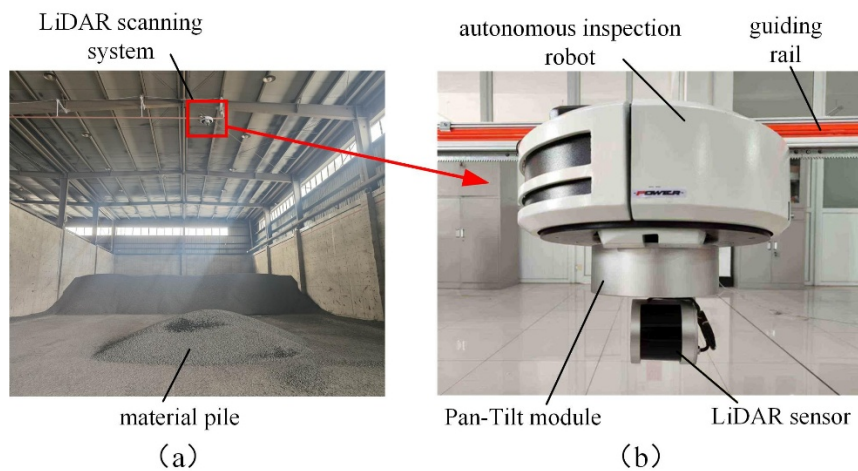 LiDAR scanning
system
material pile
(a)
autonomous inspection
robot
guiding
rail
POWER
Pan-Tilt module
LiDAR sensor
(b)